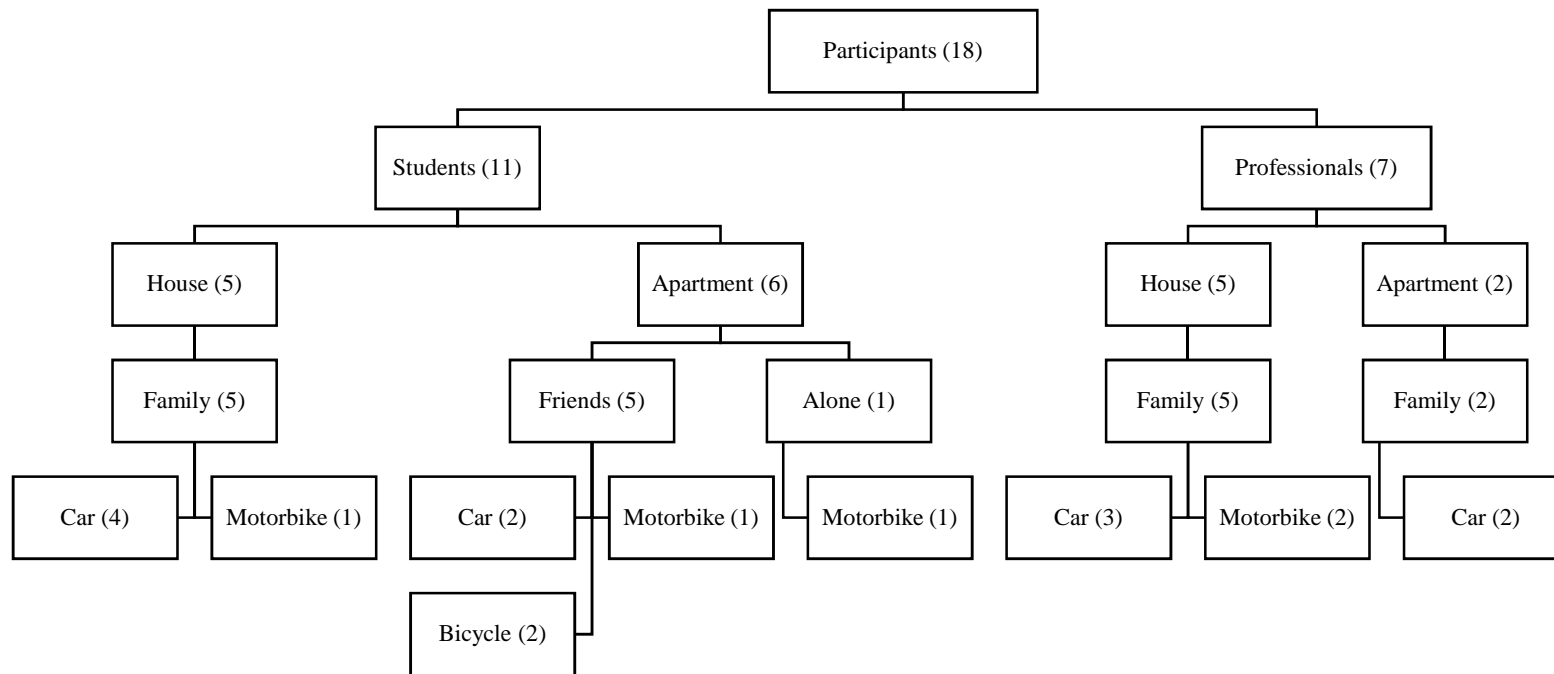 Participants (18)
Students (11)
Professionals (7)
House (5)
Apartment (6)
House (5)
Apartment (2)
Family (5)
Friends (5)
Alone (1)
Family (5)
Family (2)
Car (4)
Motorbike (1)
Car (2)
Motorbike (1)
Motorbike (1)
Car (3)
Motorbike (2)
Car (2)
Bicycle (2)